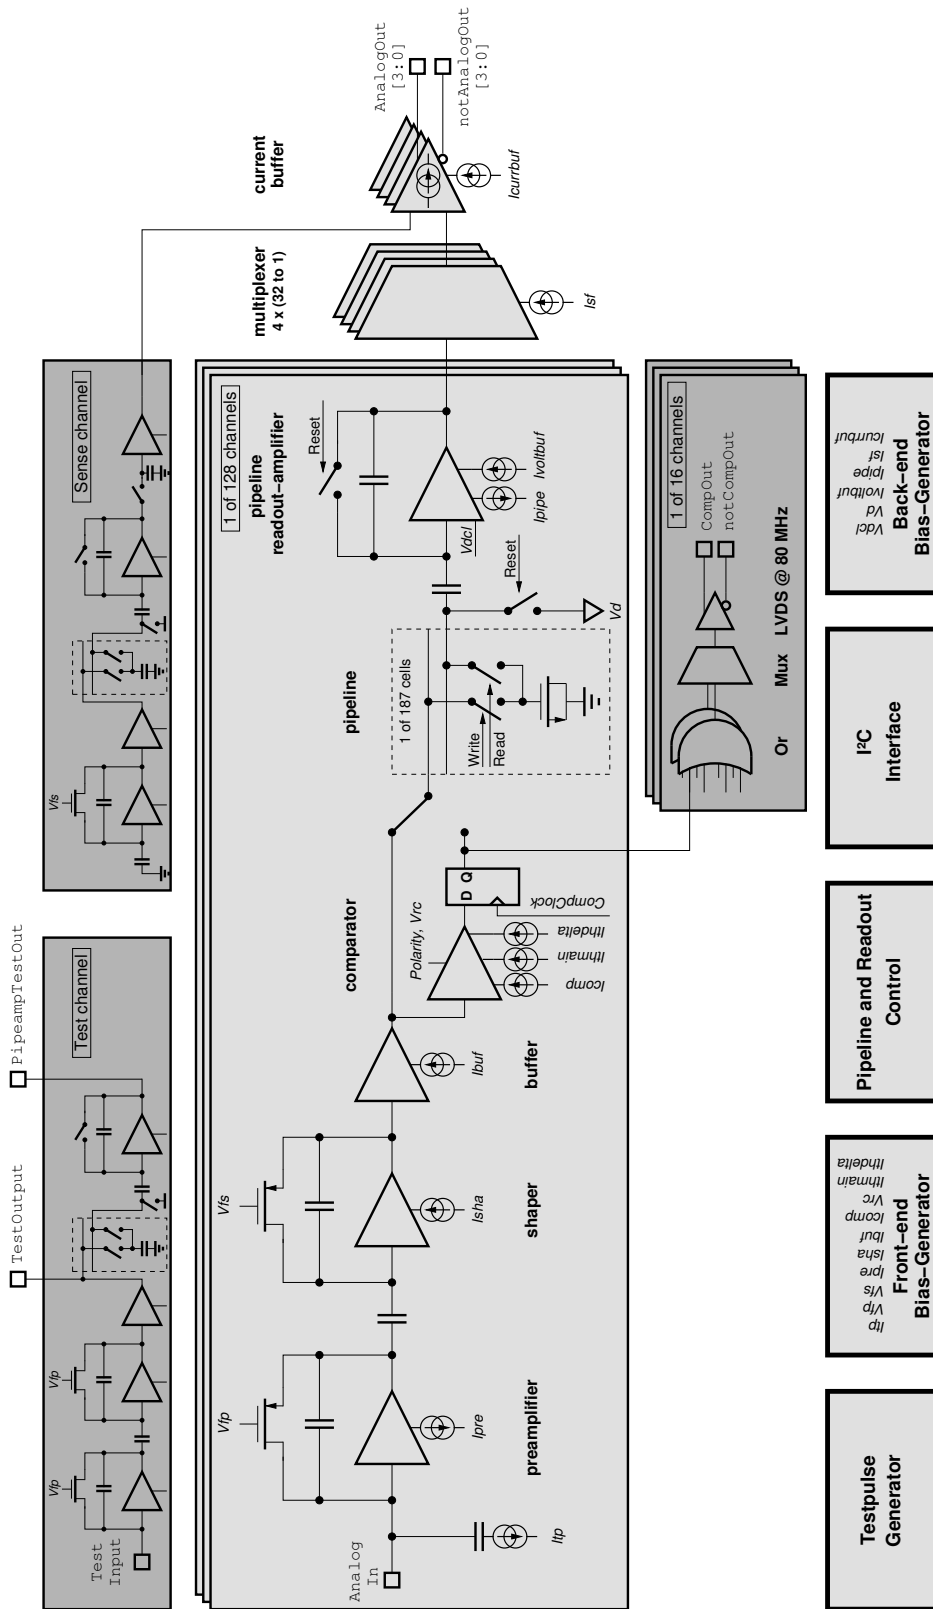 Test channel
TestOutput
PipeampTestOut
Test
Input
Vfp
Vfp
Sense channel
Vfs
1 of 128 channels
Analog
In
Itp
Vfp
Ipre
preamplifier
Vfs
Isha
shaper
Ibuf
buffer
comparator
Polarity, Vrc
Icomp
Ithmain
Ithdelta
D Q
CompClock
pipeline
1 of 187 cells
Write
Read
Reset
Vd
pipeline
readout-amplifier
Reset
Vdcl
Ipipe
Ivoltbuf
multiplexer
4 x (32 to 1)
Isf
current
buffer
Icurrbuf
AnalogOut
[3:0]
notAnalogOut
[3:0]
1 of 16 channels
CompOut
notCompOut
Or
Mux
LVDS @ 80 MHz
Testpulse
Generator
Itp
Vfp
Vfs
Ipre
Isha
Ibuf
Icomp
Vrc
Ithmain
Ithdelta
Front-end
Bias-Generator
Pipeline and Readout
Control
I²C
Interface
Vdcl
Vd
Ivoltbuf
Ipipe
Isf
Icurrbuf
Back-end
Bias-Generator